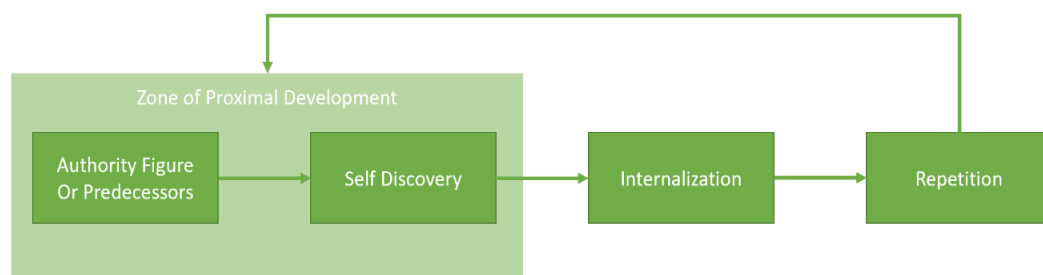 Zone of Proximal Development
Authority Figure
Or Predecessors
Self Discovery
Internalization
Repetition